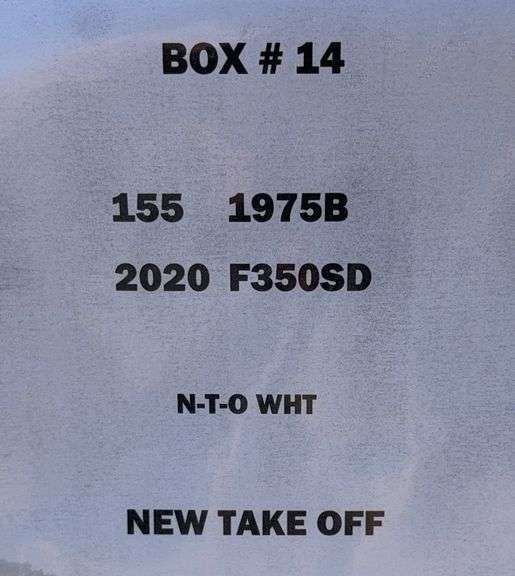 BOX # 14
155 1975B
2020 F350SD
N-T-O WHT
NEW TAKE OFF